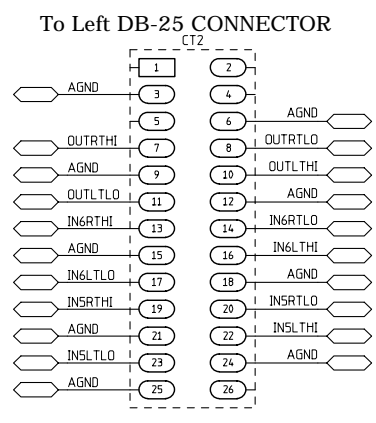 To Left DB-25 CONNECTOR
CT2
1 2
AGND 3 4
5 6 AGND
OUTRTHI 7 8 OUTRTLO
AGND 9 10 OUTLTHI
OUTLTLO 11 12 AGND
IN6RTHI 13 14 IN6RTLO
AGND 15 16 IN6LTHI
IN6LTLO 17 18 AGND
IN5RTHI 19 20 IN5RTLO
AGND 21 22 IN5LTHI
IN5LTLO 23 24 AGND
AGND 25 26